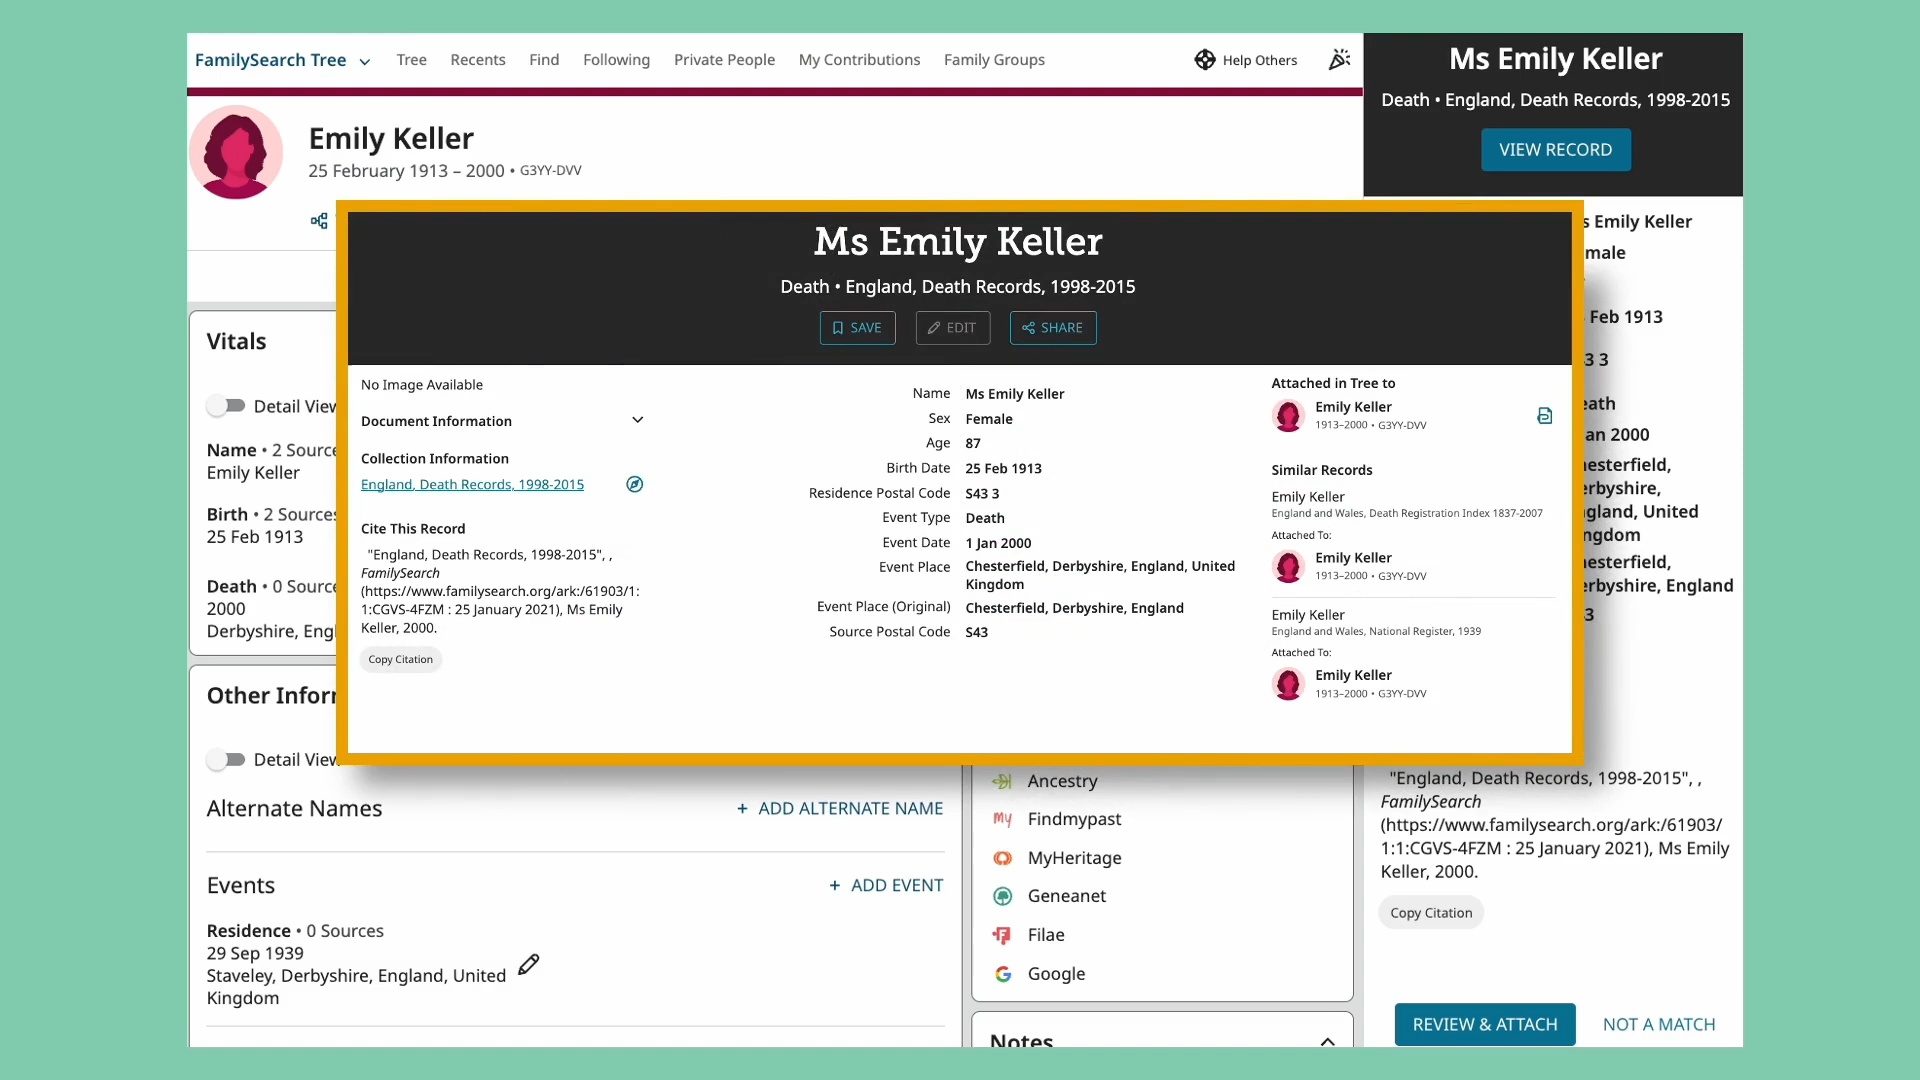 FamilySearch Tree
Tree
Recents
Find
Following
Private People
My Contributions
Family Groups
Help Others
Emily Keller
25 February 1913 – 2000 • G3YY-DVV
Ms Emily Keller
Death • England, Death Records, 1998-2015
VIEW RECORD
Vitals
Detail View
Name • 2 Source
Emily Keller
Birth • 2 Sources
25 Feb 1913
Death • 0 Source
2000
Derbyshire, Engl
Other Inforr
Detail View
Alternate Names
+ ADD ALTERNATE NAME
Events
+ ADD EVENT
Residence • 0 Sources
29 Sep 1939
Staveley, Derbyshire, England, United
Kingdom
Ms Emily Keller
Death • England, Death Records, 1998-2015
SAVE
EDIT
SHARE
No Image Available
Document Information
Collection Information
England, Death Records, 1998-2015
Cite This Record
"England, Death Records, 1998-2015", ,
FamilySearch
(https://www.familysearch.org/ark:/61903/1:
1:CGVS-4FZM : 25 January 2021), Ms Emily
Keller, 2000.
Copy Citation
Name Ms Emily Keller
Sex Female
Age 87
Birth Date 25 Feb 1913
Residence Postal Code S43 3
Event Type Death
Event Date 1 Jan 2000
Event Place Chesterfield, Derbyshire, England, United
Kingdom
Event Place (Original) Chesterfield, Derbyshire, England
Source Postal Code S43
Attached in Tree to
Emily Keller
1913–2000 • G3YY-DVV
Similar Records
Emily Keller
England and Wales, Death Registration Index 1837-2007
Attached To:
Emily Keller
1913–2000 • G3YY-DVV
Emily Keller
England and Wales, National Register, 1939
Attached To:
Emily Keller
1913–2000 • G3YY-DVV
Ancestry
Findmypast
MyHeritage
Geneanet
Filae
Google
Notes
s Emily Keller
male
Feb 1913
3 3
eath
an 2000
esterfield,
erbyshire,
gland, United
ngdom
esterfield,
erbyshire, England
3
"England, Death Records, 1998-2015", ,
FamilySearch
(https://www.familysearch.org/ark:/61903/
1:1:CGVS-4FZM : 25 January 2021), Ms Emily
Keller, 2000.
Copy Citation
REVIEW & ATTACH
NOT A MATCH